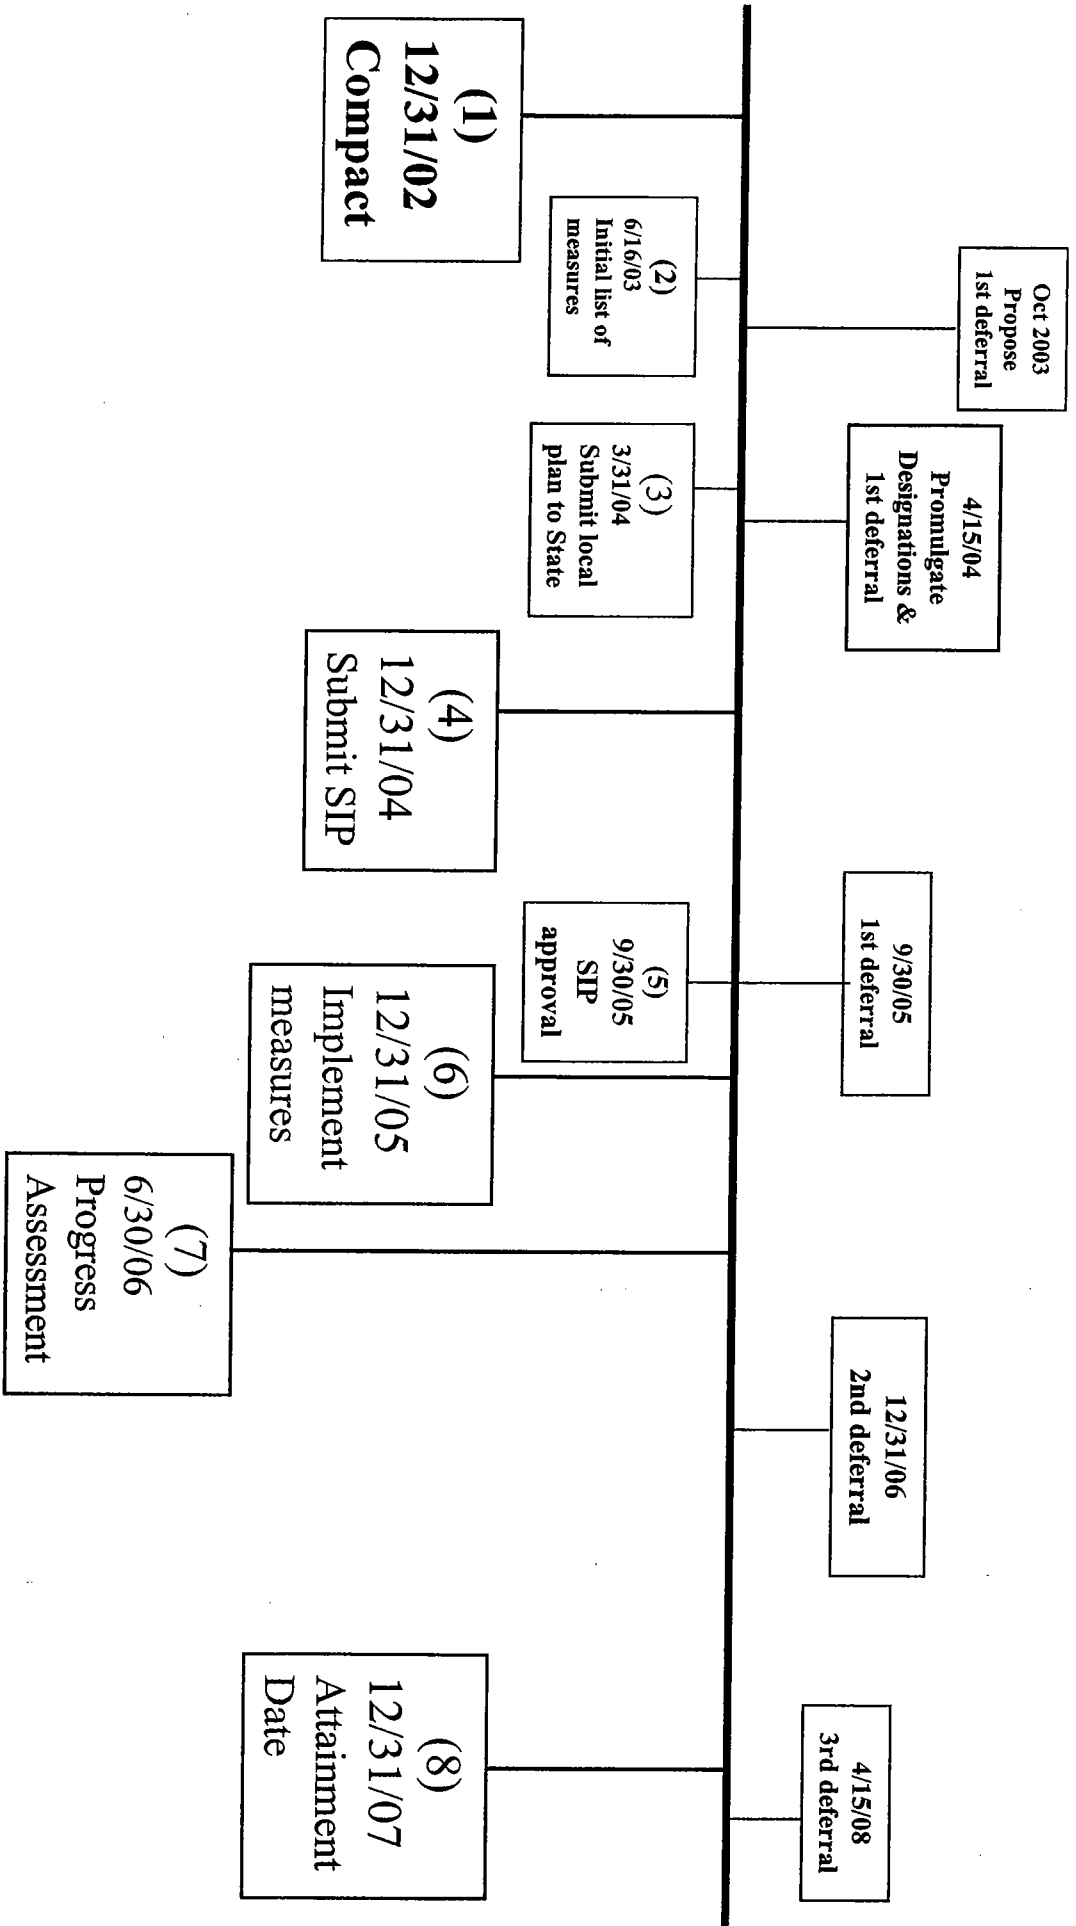 Oct 2003
Propose
1st deferral
4/15/04
Promulgate
Designations &
1st deferral
9/30/05
1st deferral
12/31/06
2nd deferral
4/15/08
3rd deferral
(1)
12/31/02
Compact
(2)
6/16/03
Initial list of
measures
(3)
3/31/04
Submit local
plan to State
(4)
12/31/04
Submit SIP
(5)
9/30/05
SIP
approval
(6)
12/31/05
Implement
measures
(7)
6/30/06
Progress
Assessment
(8)
12/31/07
Attainment
Date